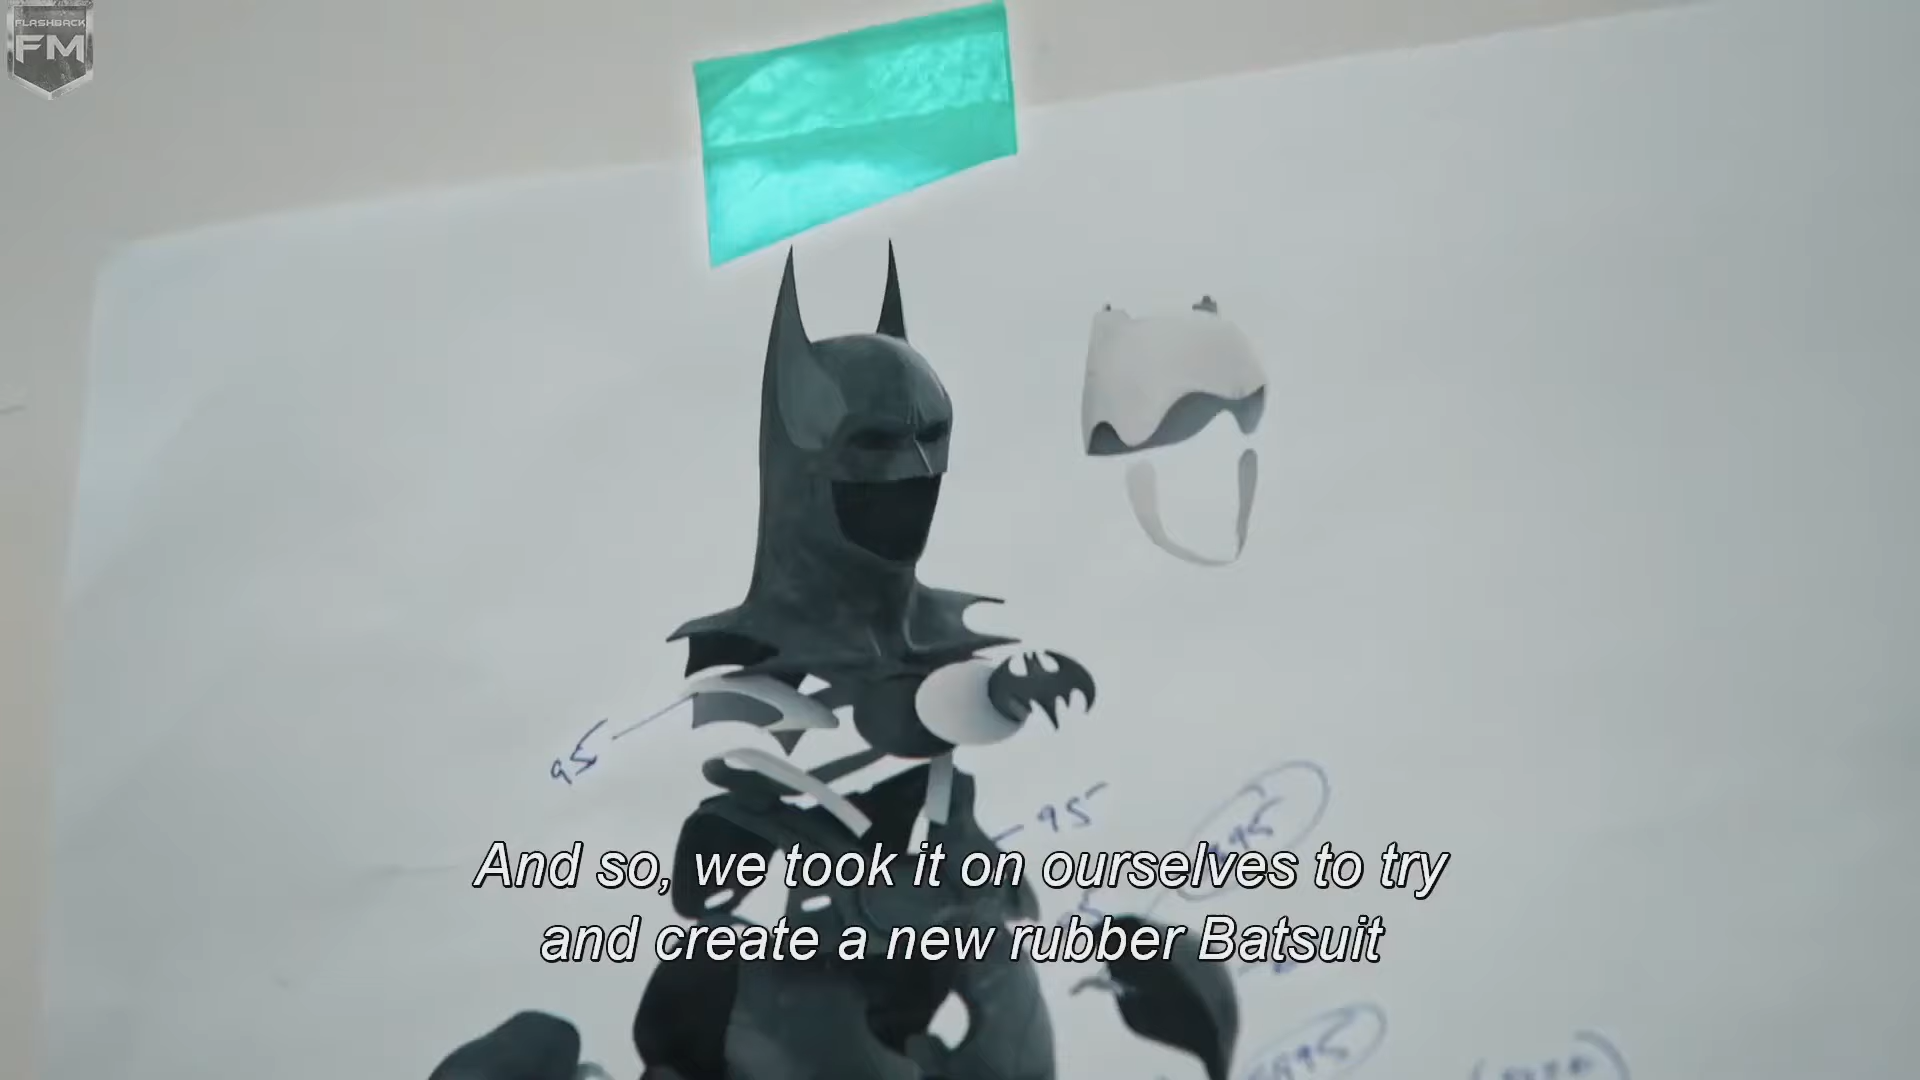 FLASHBACK
FM
95
95
And so, we took it on ourselves to try
and create a new rubber Batsuit